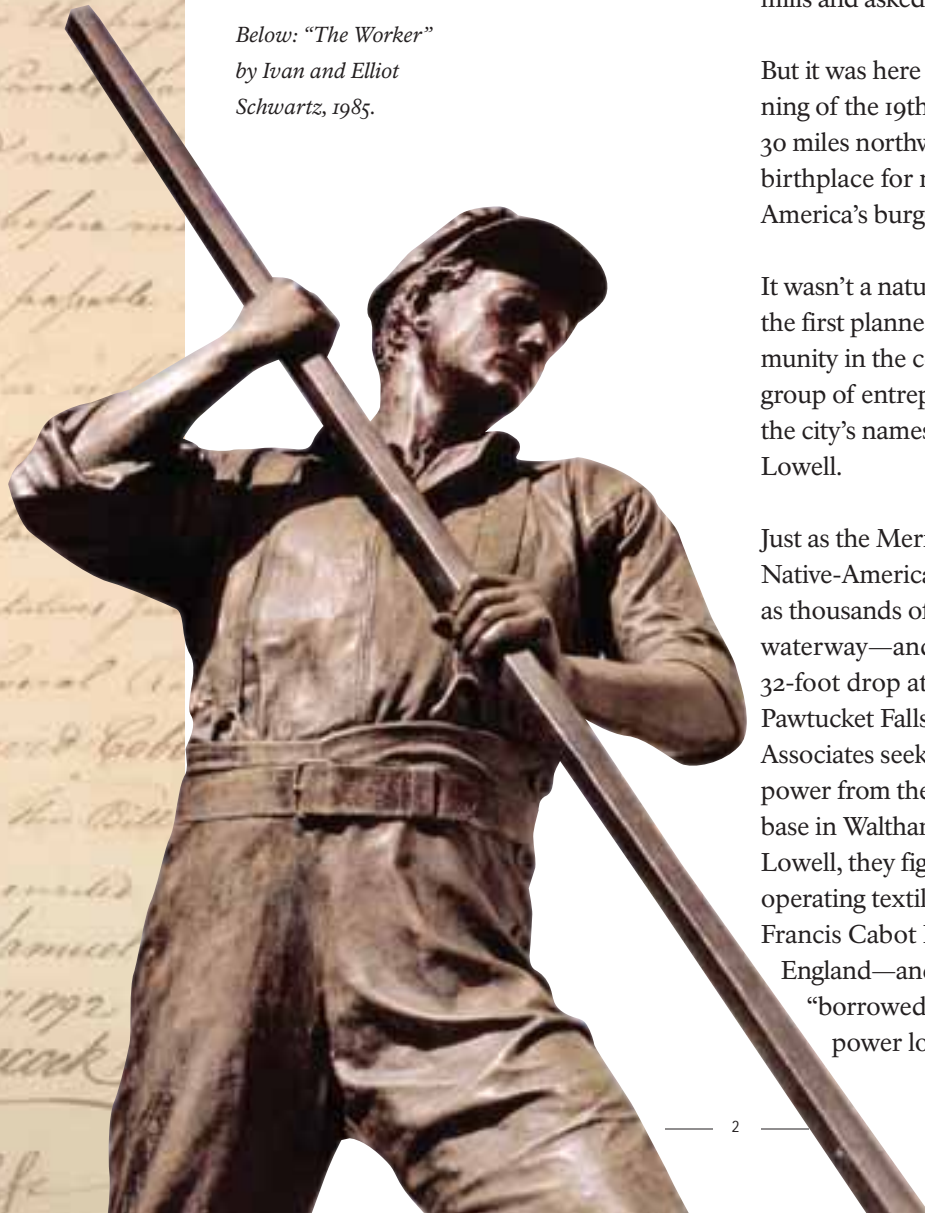 Below: “The Worker”
by Ivan and Elliot
Schwartz, 1985.
mills and asked
But it was here
ning of the 19th
30 miles northw
birthplace for
America’s burg
It wasn’t a natu
the first planne
munity in the c
group of entrep
the city’s names
Lowell.
Just as the Merr
Native-America
as thousands of
waterway—and
32-foot drop at
Pawtucket Falls
Associates seek
power from the
base in Walthar
Lowell, they fig
operating textil
Francis Cabot
England—and
“borrowed
power lo
2
before
probable